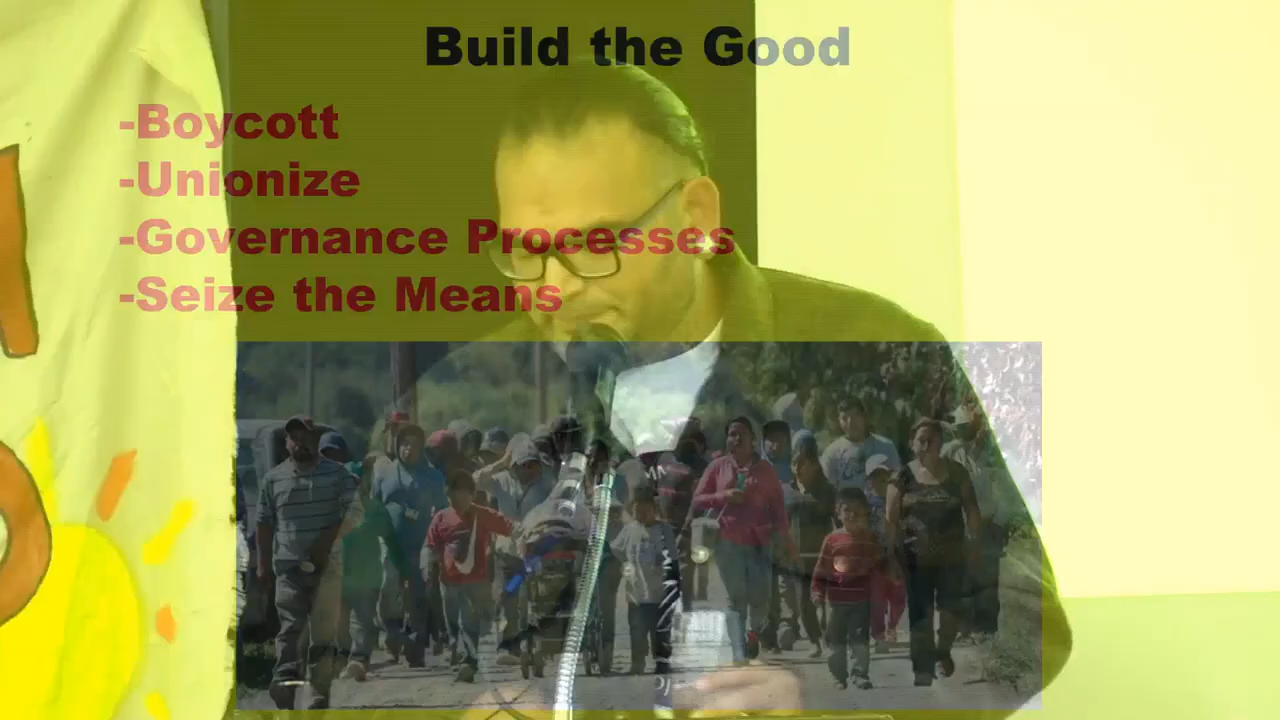 Build the Good
-Boycott
-Unionize
-Governance Processes
-Seize the Means